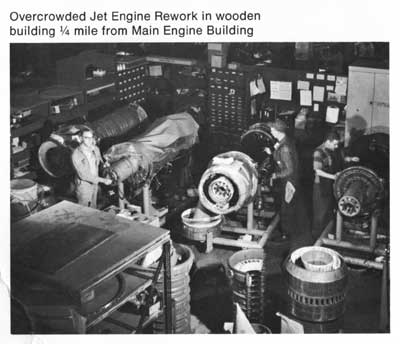 Overcrowded Jet Engine Rework in wooden
building ¼ mile from Main Engine Building